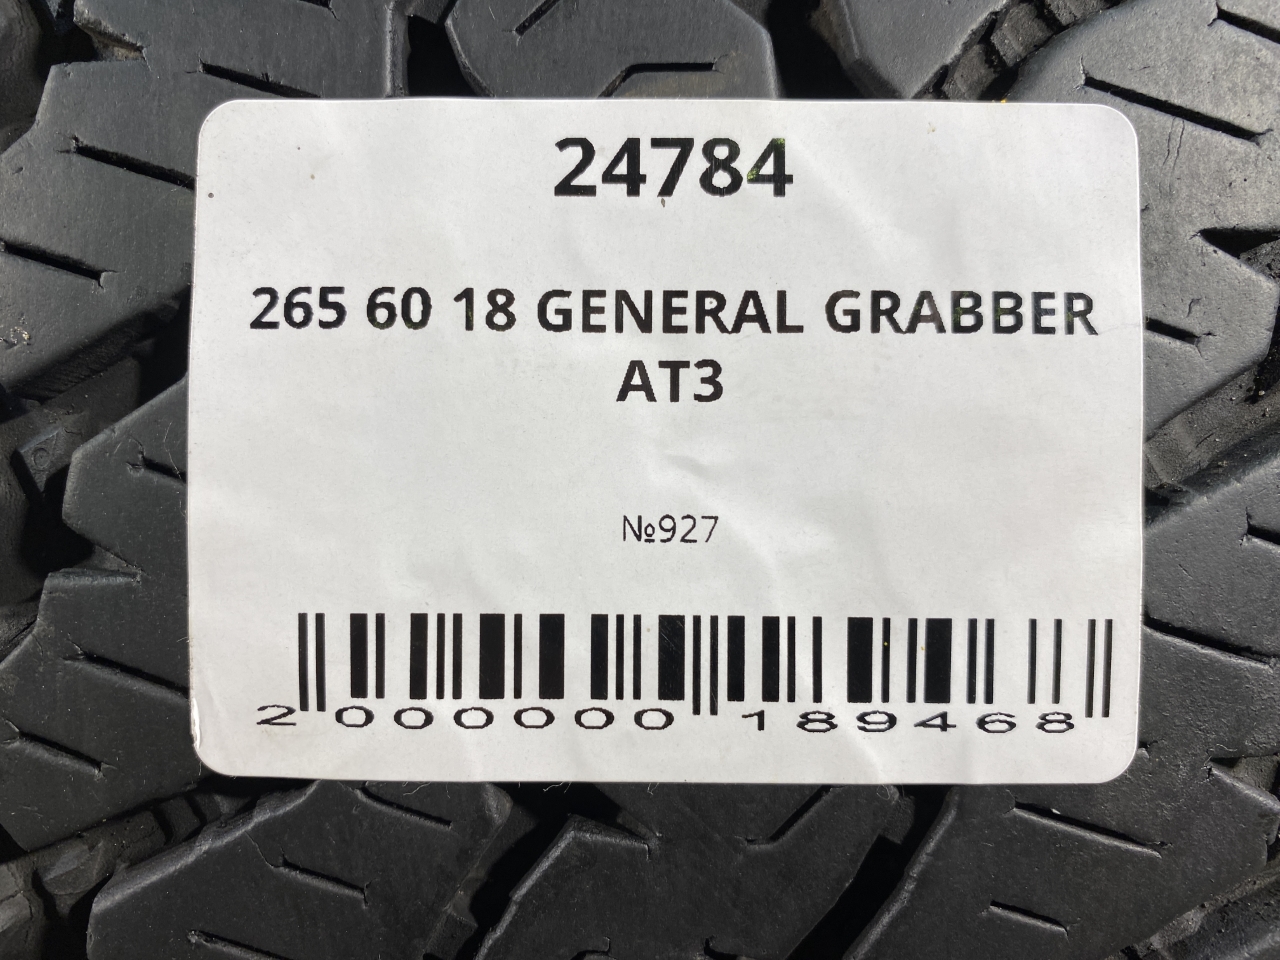 24784
265 60 18 GENERAL GRABBER
AT3
№927
2 000000 189468